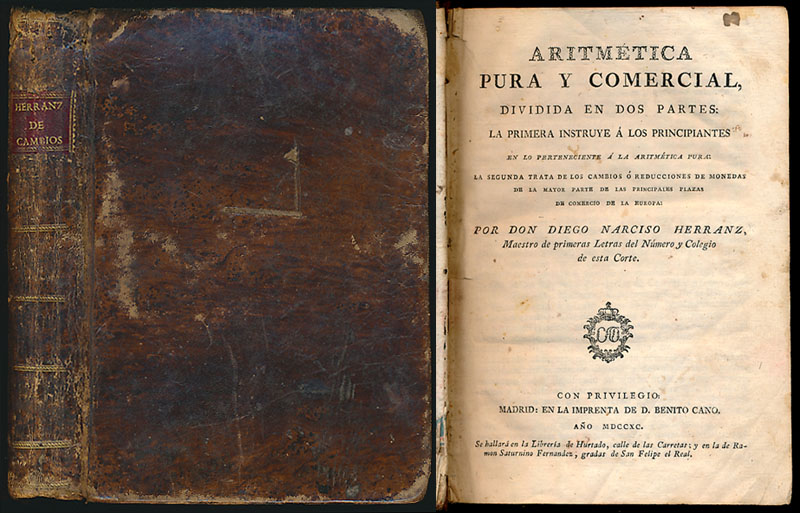 HERRANZ
DE
CAMBIOS
ARITMÉTICA
PURA Y COMERCIAL,
DIVIDIDA EN DOS PARTES:
LA PRIMERA INSTRUYE Á LOS PRINCIPIANTES
EN LO PERTENECIENTE Á LA ARITMÉTICA PURA:
LA SEGUNDA TRATA DE LOS CAMBIOS Ó REDUCCIONES DE MONEDAS
DE LA MAYOR PARTE DE LAS PRINCIPALES PLAZAS
DE COMERCIO DE LA EUROPA:
POR DON DIEGO NARCISO HERRANZ,
Maestro de primeras Letras del Número y Colegio
de esta Corte.
CON PRIVILEGIO:
MADRID: EN LA IMPRENTA DE D. BENITO CANO.
AÑO MDCCXC.
Se hallará en la Librería de Hurtado, calle de las Carretas; y en la de Ra-
mon Saturnino Fernandez, gradas de San Felipe el Real.